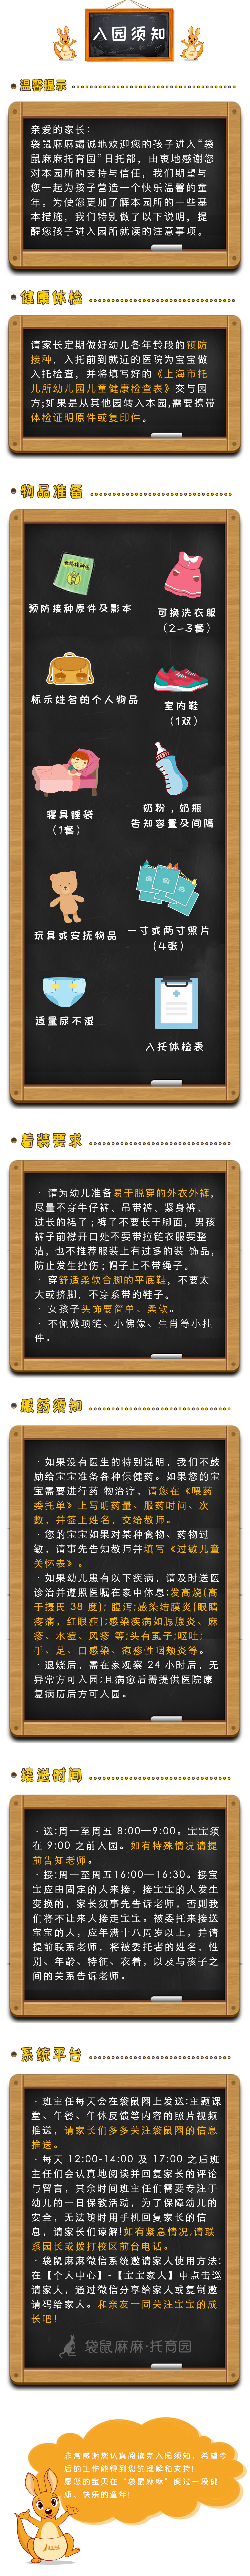 入园须知
温馨提示
亲爱的家长：
袋鼠麻麻竭诚地欢迎您的孩子进入“袋
鼠麻麻托育园”日托部，由衷地感谢您
对本园所的支持与信任，我们期望与
您一起为孩子营造一个快乐温馨的童
年。为使您更加了解本园所的一些基
本措施，我们特别做了以下说明，提
醒您孩子进入园所就读的注意事项。
健康体检
请家长定期做好幼儿各年龄段的预防
接种，入托前到就近的医院为宝宝做
入托检查，并将填写好的《上海市托
儿所幼儿园儿童健康检查表》交与园
方;如果是从其他园转入本园,需要携带
体检证明原件或复印件。
物品准备
预防接种原件及影本
可换洗衣服
（2-3套）
标示姓名的个人物品
室内鞋
（1双）
寝具睡袋
（1套）
奶粉，奶瓶
告知容量及间隔
玩具或安抚物品
一寸或两寸照片
（4张）
适量尿不湿
入托体检表
着装要求
· 请为幼儿准备易于脱穿的外衣外裤，
尽量不穿牛仔裤、吊带裤、紧身裤、
过长的裙子；裤子不要长于脚面，男孩
裤子前襟开口处不要带拉链衣服要整
洁，也不推荐服装上有过多的装 饰品，
防止发生挫伤；帽子上不带绳子。
· 穿舒适柔软合脚的平底鞋，不要太
大或挤脚，不穿系带的鞋子。
· 女孩子头饰要简单、柔软。
· 不佩戴项链、小佛像、生肖等小挂
件。
服药须知
· 如果没有医生的特别说明，我们不鼓
励给宝宝准备各种保健药。如果您的宝
宝需要进行药 物治疗，请您在《喂药
委托单》上写明药量、服药时间、次
数，并签上姓名，交给教师。
· 您的宝宝如果对某种食物、药物过
敏，请事先告知教师并填写《过敏儿童
关怀表》。
· 如果幼儿患有以下疾病，请及时送医
诊治并遵照医嘱在家中休息:发高烧(高
于摄氏 38 度)；腹泻;感染结膜炎(眼睛
疼痛，红眼症);感染疾病如腮腺炎、麻
疹、水痘、风疹 等;头有虱子;呕吐;
手、足、口感染、疱疹性咽颊炎等。
· 退烧后，需在家观察 24 小时后，无
异常方可入园;且病愈后需提供医院康
复病历后方可入园。
接送时间
· 送:周一至周五 8:00—9:00。宝宝须
在 9:00 之前入园。如有特殊情况请提
前告知老师。
· 接:周一至周五16:00—16:30。接宝
宝应由固定的人来接，接宝宝的人发生
变换的，家长须事先告诉老师，否则我
们将不让来人接走宝宝。被委托来接送
宝宝的人，应年满十八周岁以上，并请
提前联系老师，将被委托者的姓名，性
别、年龄、特征、衣着，以及与孩子之
间的关系告诉老师。
系统平台
· 班主任每天会在袋鼠圈上发送:主题课
堂、午餐、午休反馈等内容的照片视频
推送，请家长们多多关注袋鼠圈的信息
推送。
· 每天 12:00-14:00 及 17:00 之后班
主任们会认真地阅读并回复家长的评论
与留言，其余时间班主任们需要专注于
幼儿的一日保教活动，为了保障幼儿的
安全，无法随时用手机回复家长的信
息，请家长们谅解!如有紧急情况,请联
系园长或拨打校区前台电话。
· 袋鼠麻麻微信系统邀请家人使用方法:
在【个人中心】-【宝宝家人】中点击邀
请家人，通过微信分享给家人或复制邀
请码给家人。和亲友一同关注宝宝的成
长吧!
袋鼠麻麻·托育园
非常感谢您认真阅读完入园须知，希望今
后的工作能得到您的理解和支持!
愿您的宝贝在“袋鼠麻麻”度过一段健
康、快乐的童年!